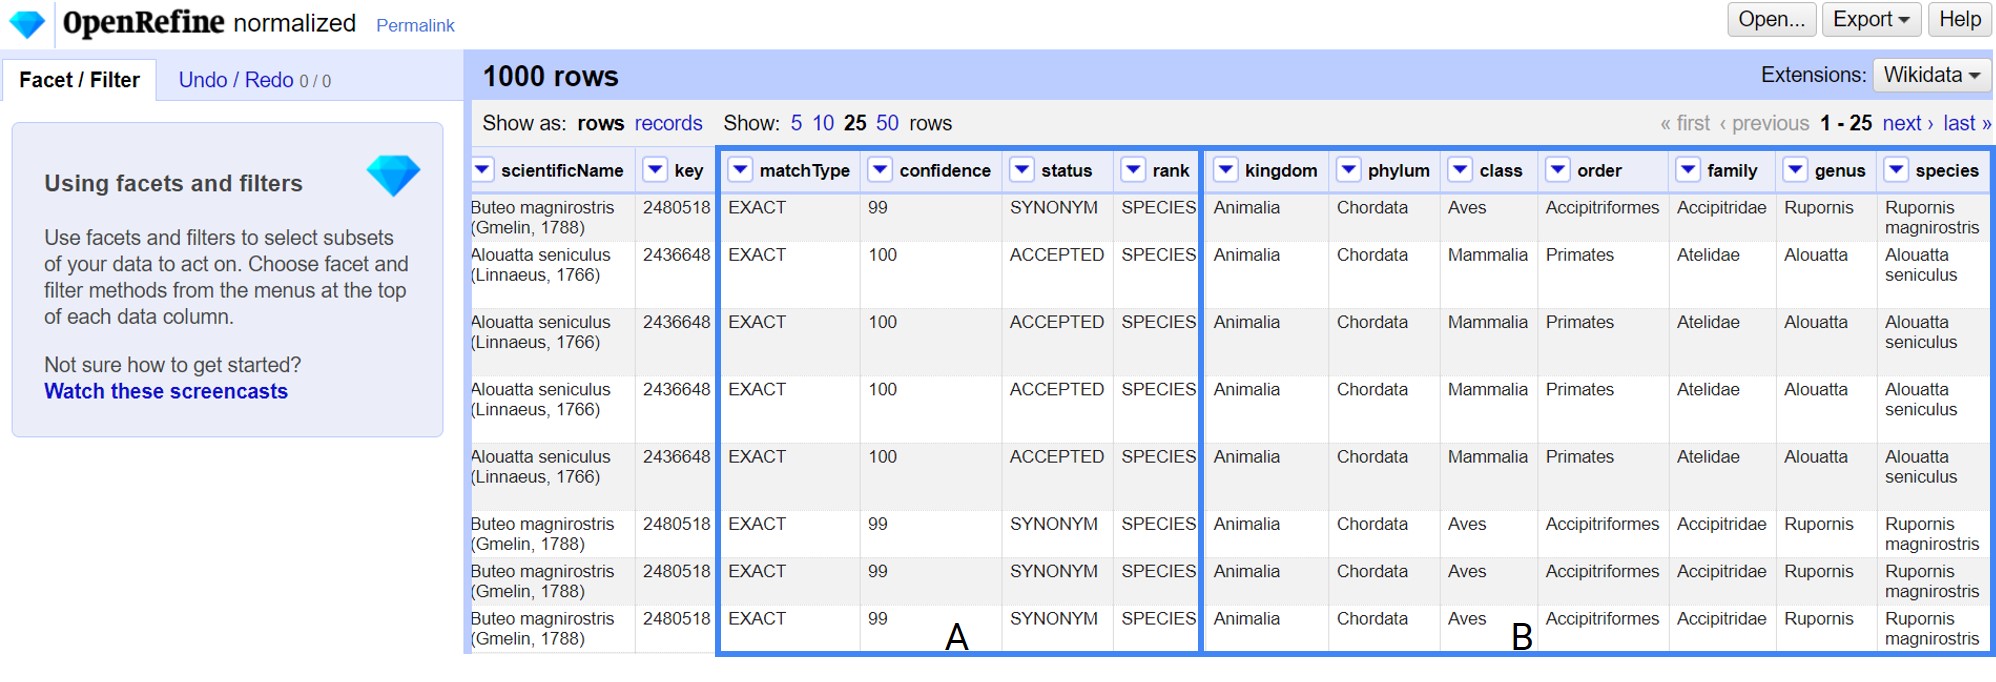 OpenRefine normalized Permalink Open... Export Help
Facet / Filter Undo / Redo 0 / 0 1000 rows Extensions: Wikidata
Show as: rows records Show: 5 10 25 50 rows « first ‹ previous 1 - 25 next › last »
Using facets and filters
Use facets and filters to select subsets
of your data to act on. Choose facet and
filter methods from the menus at the top
of each data column.
Not sure how to get started?
Watch these screencasts
scientificName key matchType confidence status rank kingdom phylum class order family genus species
Buteo magnirostris 2480518 EXACT 99 SYNONYM SPECIES Animalia Chordata Aves Accipitriformes Accipitridae Rupornis Rupornis
(Gmelin, 1788) magnirostris
Alouatta seniculus 2436648 EXACT 100 ACCEPTED SPECIES Animalia Chordata Mammalia Primates Atelidae Alouatta Alouatta
(Linnaeus, 1766) seniculus
Alouatta seniculus 2436648 EXACT 100 ACCEPTED SPECIES Animalia Chordata Mammalia Primates Atelidae Alouatta Alouatta
(Linnaeus, 1766) seniculus
Alouatta seniculus 2436648 EXACT 100 ACCEPTED SPECIES Animalia Chordata Mammalia Primates Atelidae Alouatta Alouatta
(Linnaeus, 1766) seniculus
Alouatta seniculus 2436648 EXACT 100 ACCEPTED SPECIES Animalia Chordata Mammalia Primates Atelidae Alouatta Alouatta
(Linnaeus, 1766) seniculus
Buteo magnirostris 2480518 EXACT 99 SYNONYM SPECIES Animalia Chordata Aves Accipitriformes Accipitridae Rupornis Rupornis
(Gmelin, 1788) magnirostris
Buteo magnirostris 2480518 EXACT 99 SYNONYM SPECIES Animalia Chordata Aves Accipitriformes Accipitridae Rupornis Rupornis
(Gmelin, 1788) magnirostris
Buteo magnirostris 2480518 EXACT 99 SYNONYM SPECIES Animalia Chordata Aves Accipitriformes Accipitridae Rupornis Rupornis
(Gmelin, 1788) A B magnirostris